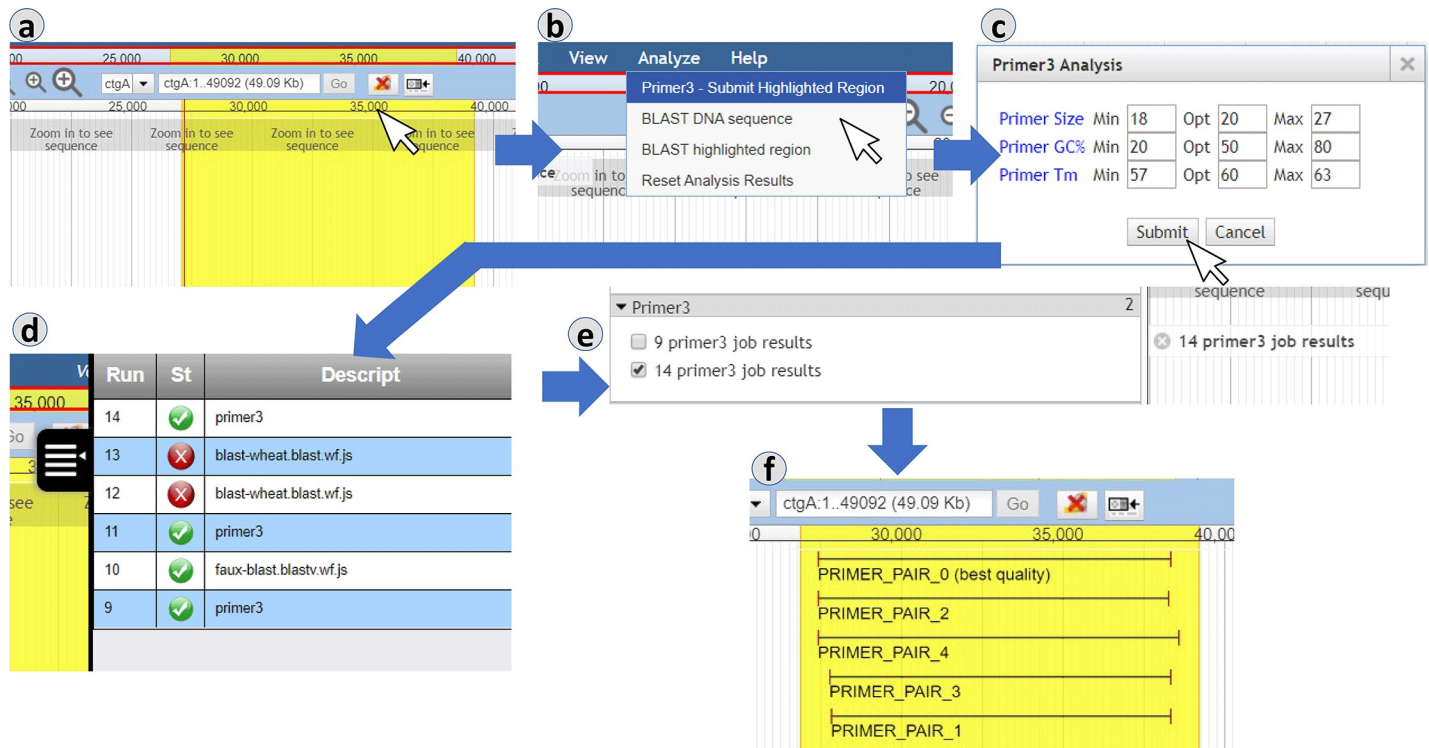 a
25,000 30,000 35,000 40,000
ctgA ctgA:1..49092 (49.09 Kb) Go
25,000 30,000 35,000 40,000
Zoom in to see sequence
Zoom in to see sequence
Zoom in to see sequence
b
View Analyze Help
Primer3 - Submit Highlighted Region
BLAST DNA sequence
BLAST highlighted region
Reset Analysis Results
c
Primer3 Analysis
Primer Size Min 18 Opt 20 Max 27
Primer GC% Min 20 Opt 50 Max 80
Primer Tm Min 57 Opt 60 Max 63
Submit Cancel
d
35,000
Run St Descript
14 primer3
13 blast-wheat.blast.wf.js
12 blast-wheat.blast.wf.js
11 primer3
10 faux-blast.blastv.wf.js
9 primer3
e
Primer3 2
9 primer3 job results
14 primer3 job results
sequence
14 primer3 job results
f
ctgA:1..49092 (49.09 Kb) Go
30,000 35,000 40,00
PRIMER_PAIR_0 (best quality)
PRIMER_PAIR_2
PRIMER_PAIR_4
PRIMER_PAIR_3
PRIMER_PAIR_1